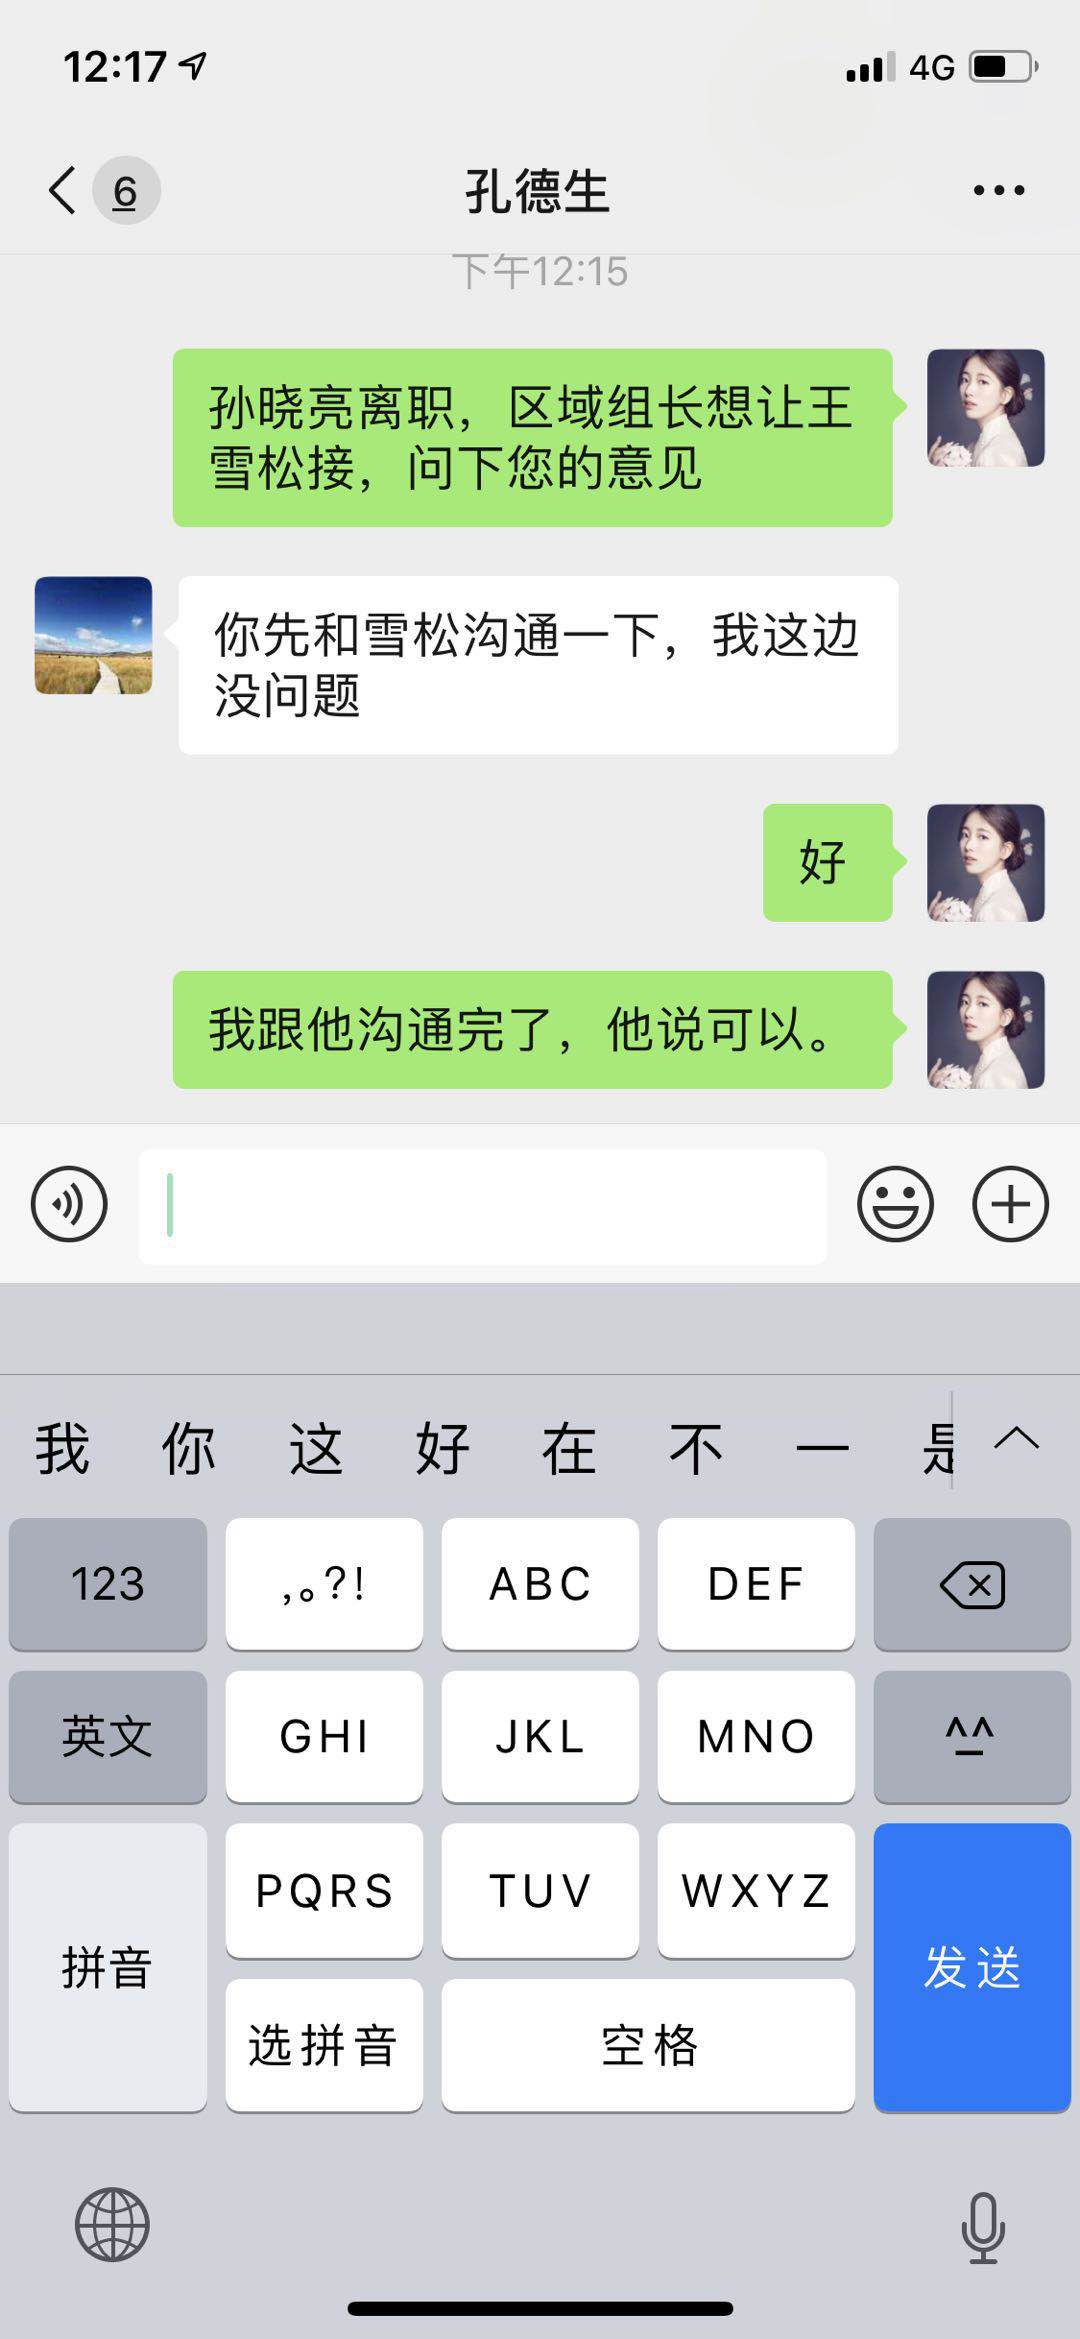 12:17
4G
6
孔德生
下午12:15
孙晓亮离职，区域组长想让王
雪松接，问下您的意见
你先和雪松沟通一下，我这边
没问题
好
我跟他沟通完了，他说可以。
我 你 这 好 在 不 一 是
123 ,。?! ABC DEF
英文 GHI JKL MNO ^^
PQRS TUV WXYZ
拼音 发送
选拼音 空格